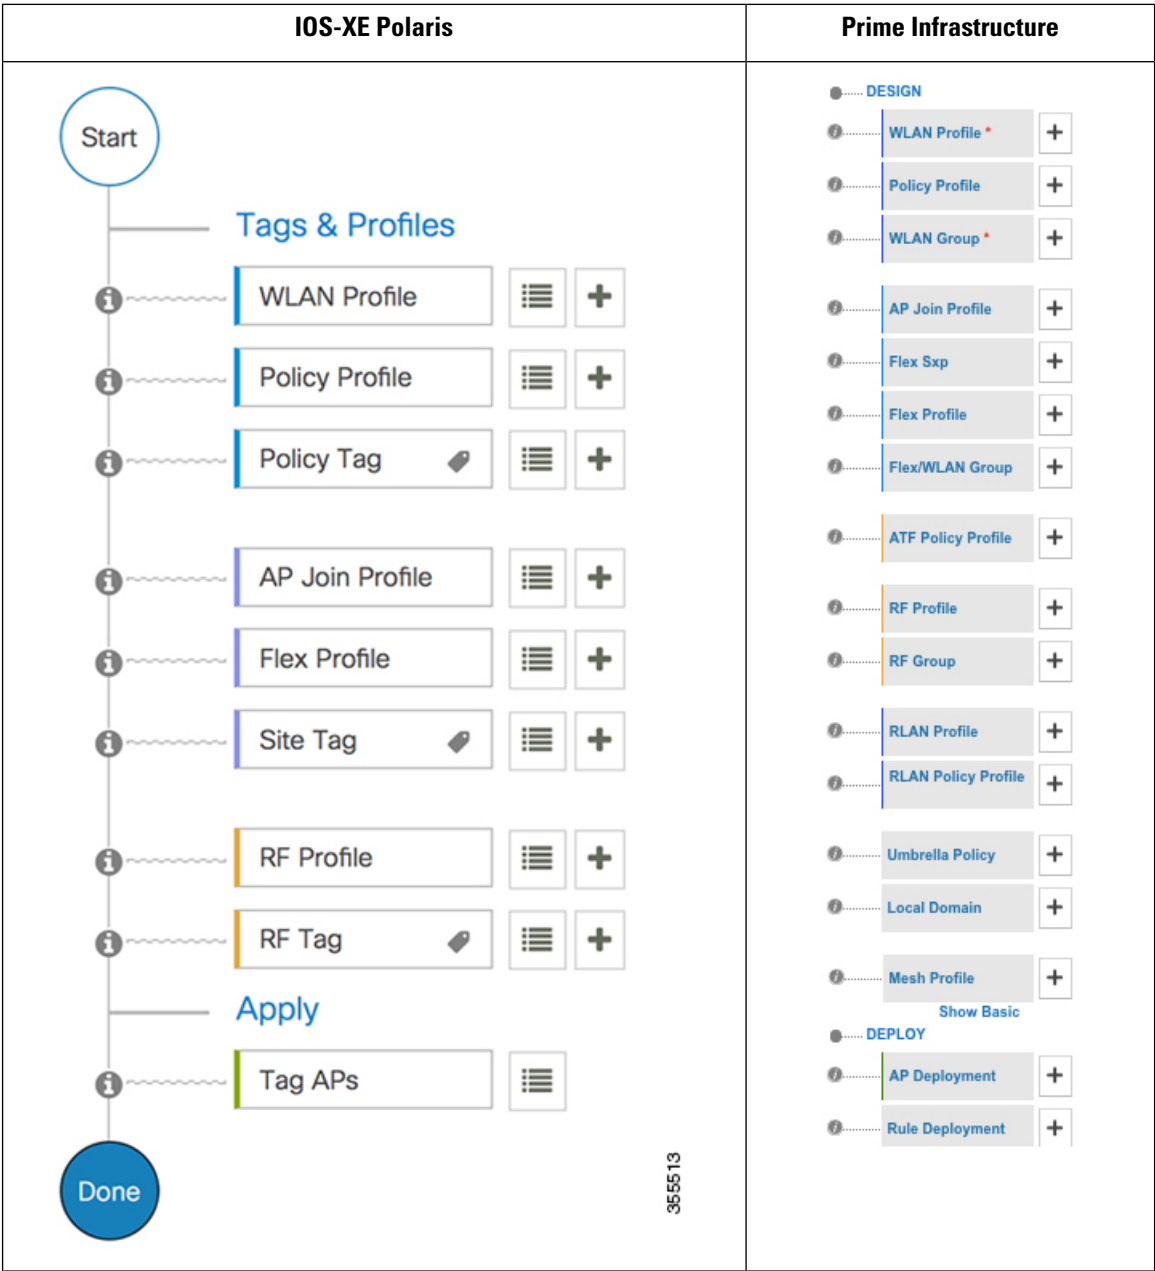 IOS-XE Polaris
Prime Infrastructure
Start
Tags & Profiles
WLAN Profile
Policy Profile
Policy Tag
AP Join Profile
Flex Profile
Site Tag
RF Profile
RF Tag
Apply
Tag APs
Done
355513
DESIGN
WLAN Profile *
Policy Profile
WLAN Group *
AP Join Profile
Flex Sxp
Flex Profile
Flex/WLAN Group
ATF Policy Profile
RF Profile
RF Group
RLAN Profile
RLAN Policy Profile
Umbrella Policy
Local Domain
Mesh Profile
Show Basic
DEPLOY
AP Deployment
Rule Deployment